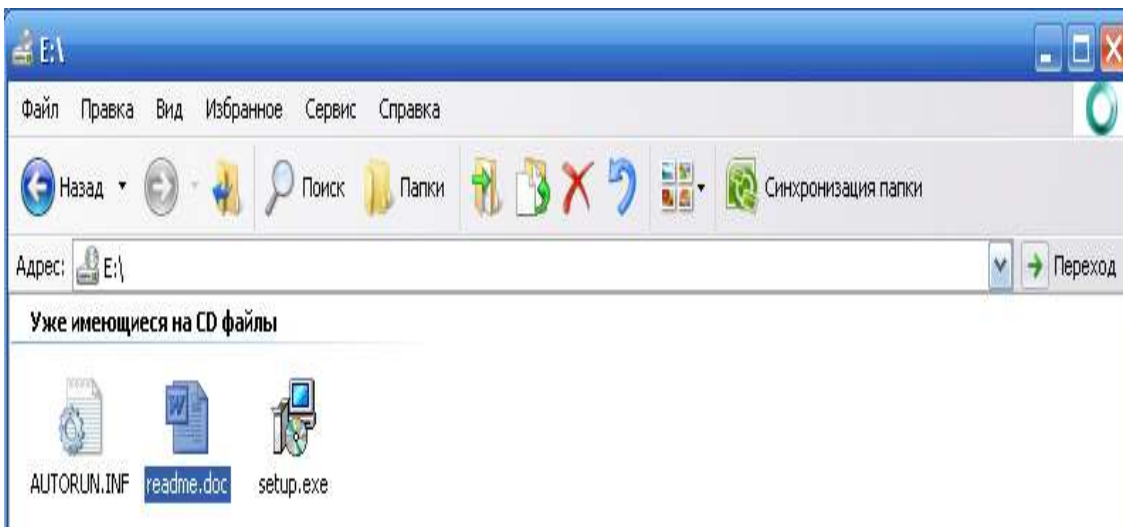 E:\
Файл Правка Вид Избранное Сервис Справка
Назад Поиск Папки Синхронизация папки
Адрес: E:\ Переход
Уже имеющиеся на CD файлы
AUTORUN.INF readme.doc setup.exe